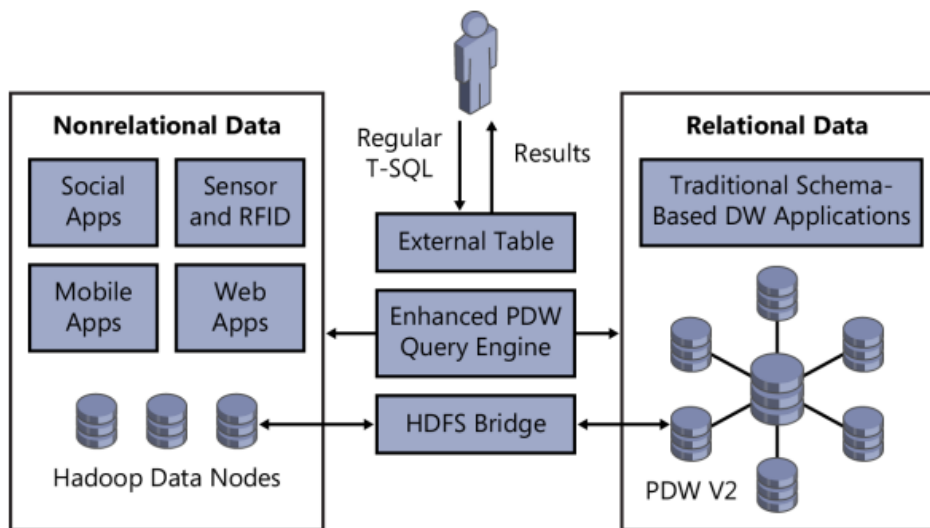 Nonrelational Data
Social
Apps
Sensor
and RFID
Mobile
Apps
Web
Apps
Hadoop Data Nodes
Regular
T-SQL
Results
External Table
Enhanced PDW
Query Engine
HDFS Bridge
Relational Data
Traditional Schema-
Based DW Applications
PDW V2